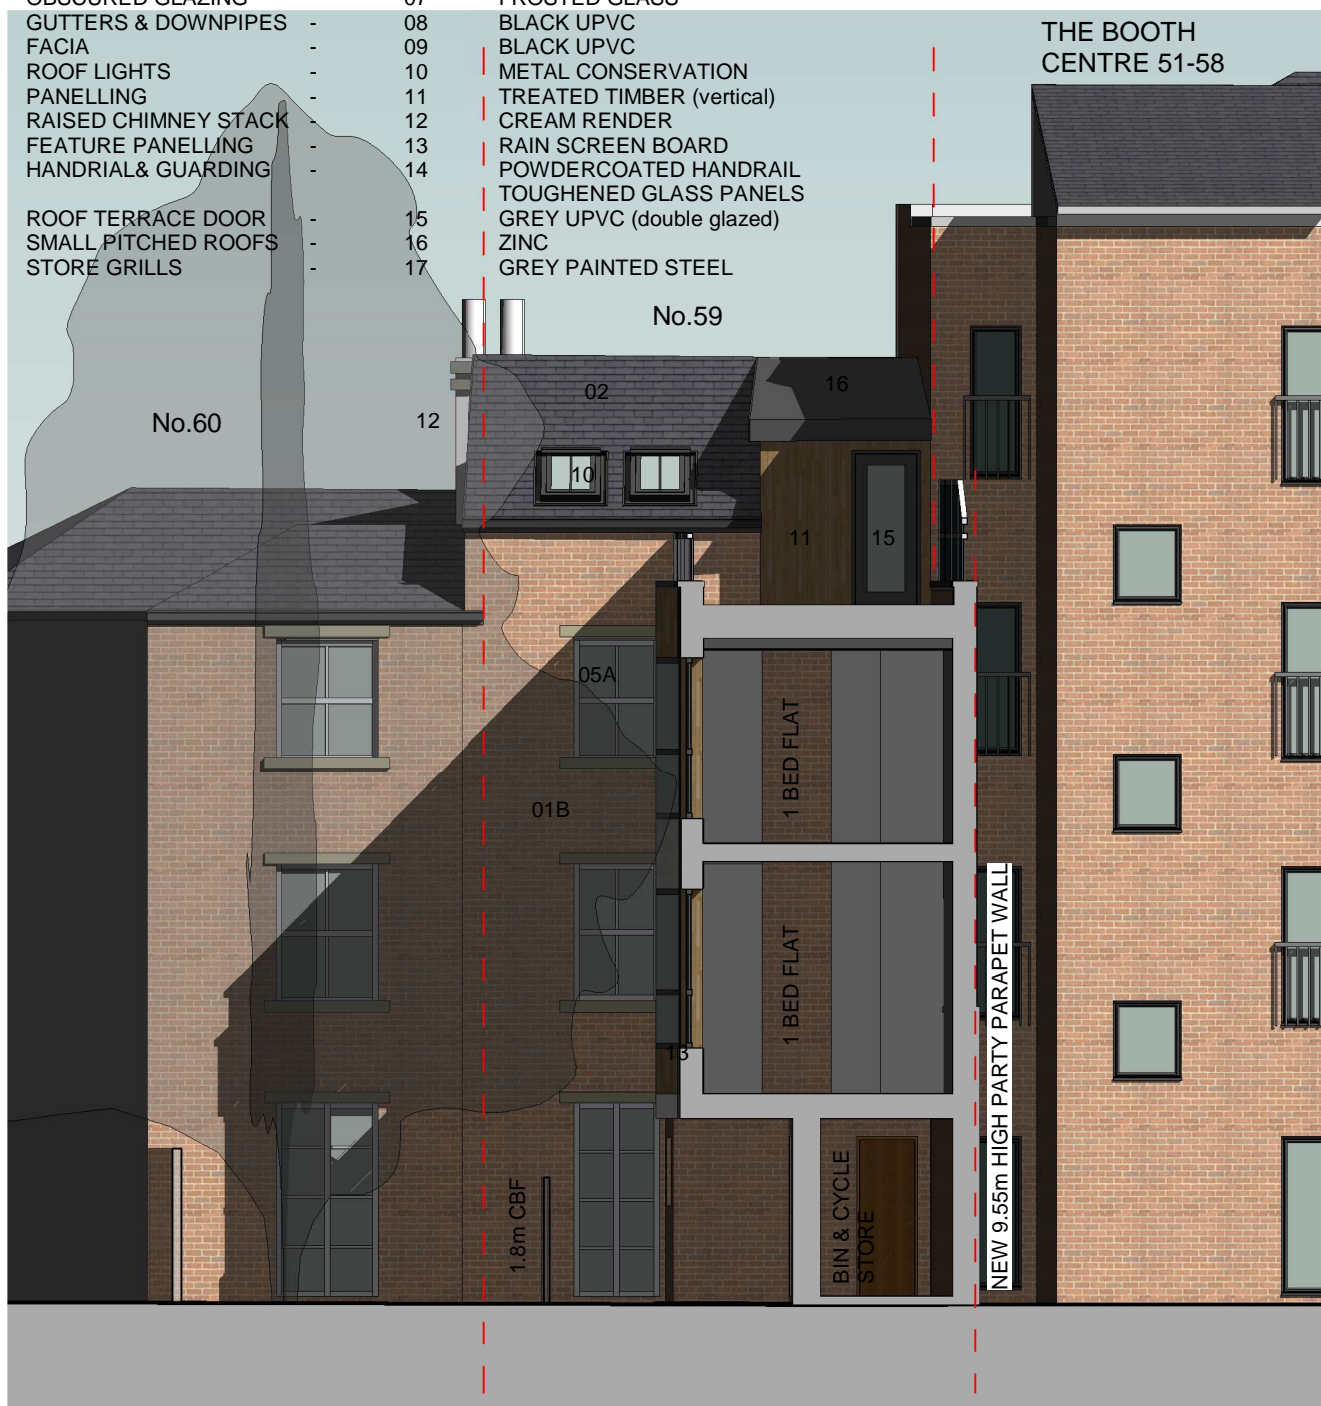 OBSCURED GLAZING - 07 FROSTED GLASS
GUTTERS & DOWNPIPES - 08 BLACK UPVC
FACIA - 09 BLACK UPVC
ROOF LIGHTS - 10 METAL CONSERVATION
PANELLING - 11 TREATED TIMBER (vertical)
RAISED CHIMNEY STACK - 12 CREAM RENDER
FEATURE PANELLING - 13 RAIN SCREEN BOARD
HANDRIAL& GUARDING - 14 POWDERCOATED HANDRAIL
TOUGHENED GLASS PANELS
ROOF TERRACE DOOR - 15 GREY UPVC (double glazed)
SMALL PITCHED ROOFS - 16 ZINC
STORE GRILLS - 17 GREY PAINTED STEEL
THE BOOTH
CENTRE 51-58
No.59
No.60
12
02
16
10
11
15
05A
01B
13
1 BED FLAT
1 BED FLAT
1.8m CBF
BIN & CYCLE
STORE
NEW 9.55m HIGH PARTY PARAPET WALL